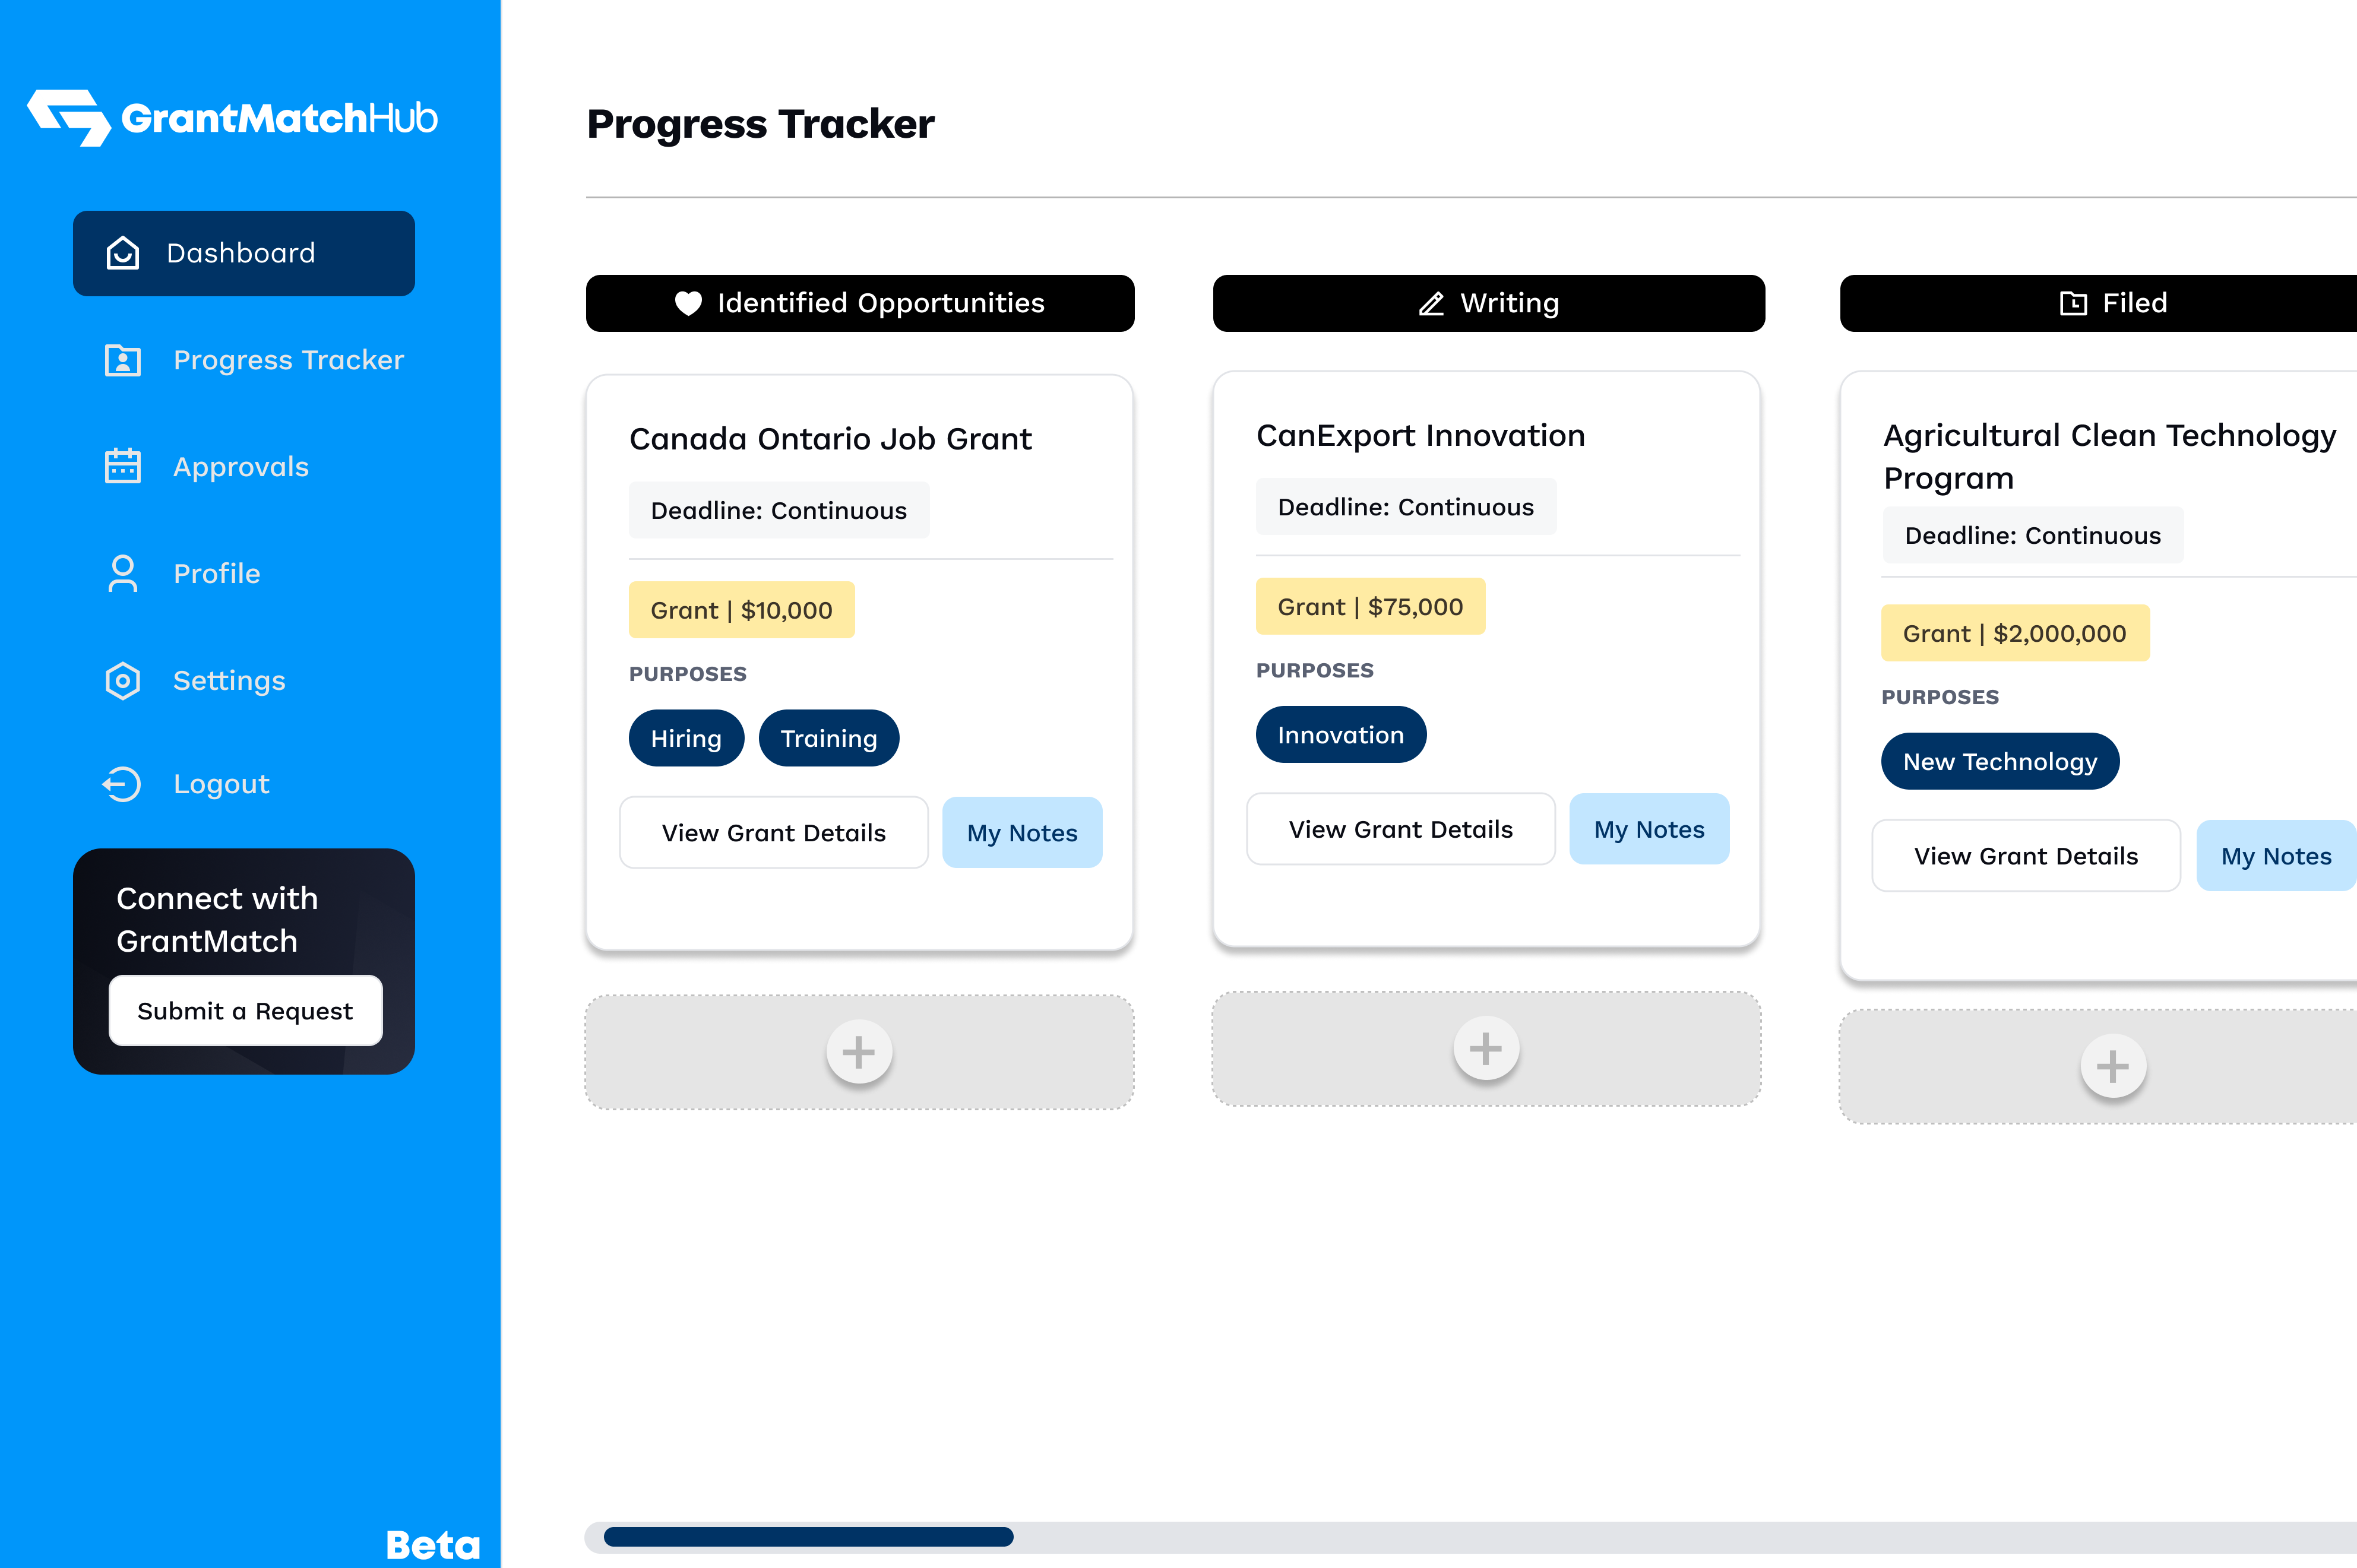 GrantMatchHub
Dashboard
Progress Tracker
Approvals
Profile
Settings
Logout
Connect with
GrantMatch
Submit a Request
Beta
Progress Tracker
Identified Opportunities
Canada Ontario Job Grant
Deadline: Continuous
Grant | $10,000
PURPOSES
Hiring
Training
View Grant Details
My Notes
Writing
CanExport Innovation
Deadline: Continuous
Grant | $75,000
PURPOSES
Innovation
View Grant Details
My Notes
Filed
Agricultural Clean Technology
Program
Deadline: Continuous
Grant | $2,000,000
PURPOSES
New Technology
View Grant Details
My Notes